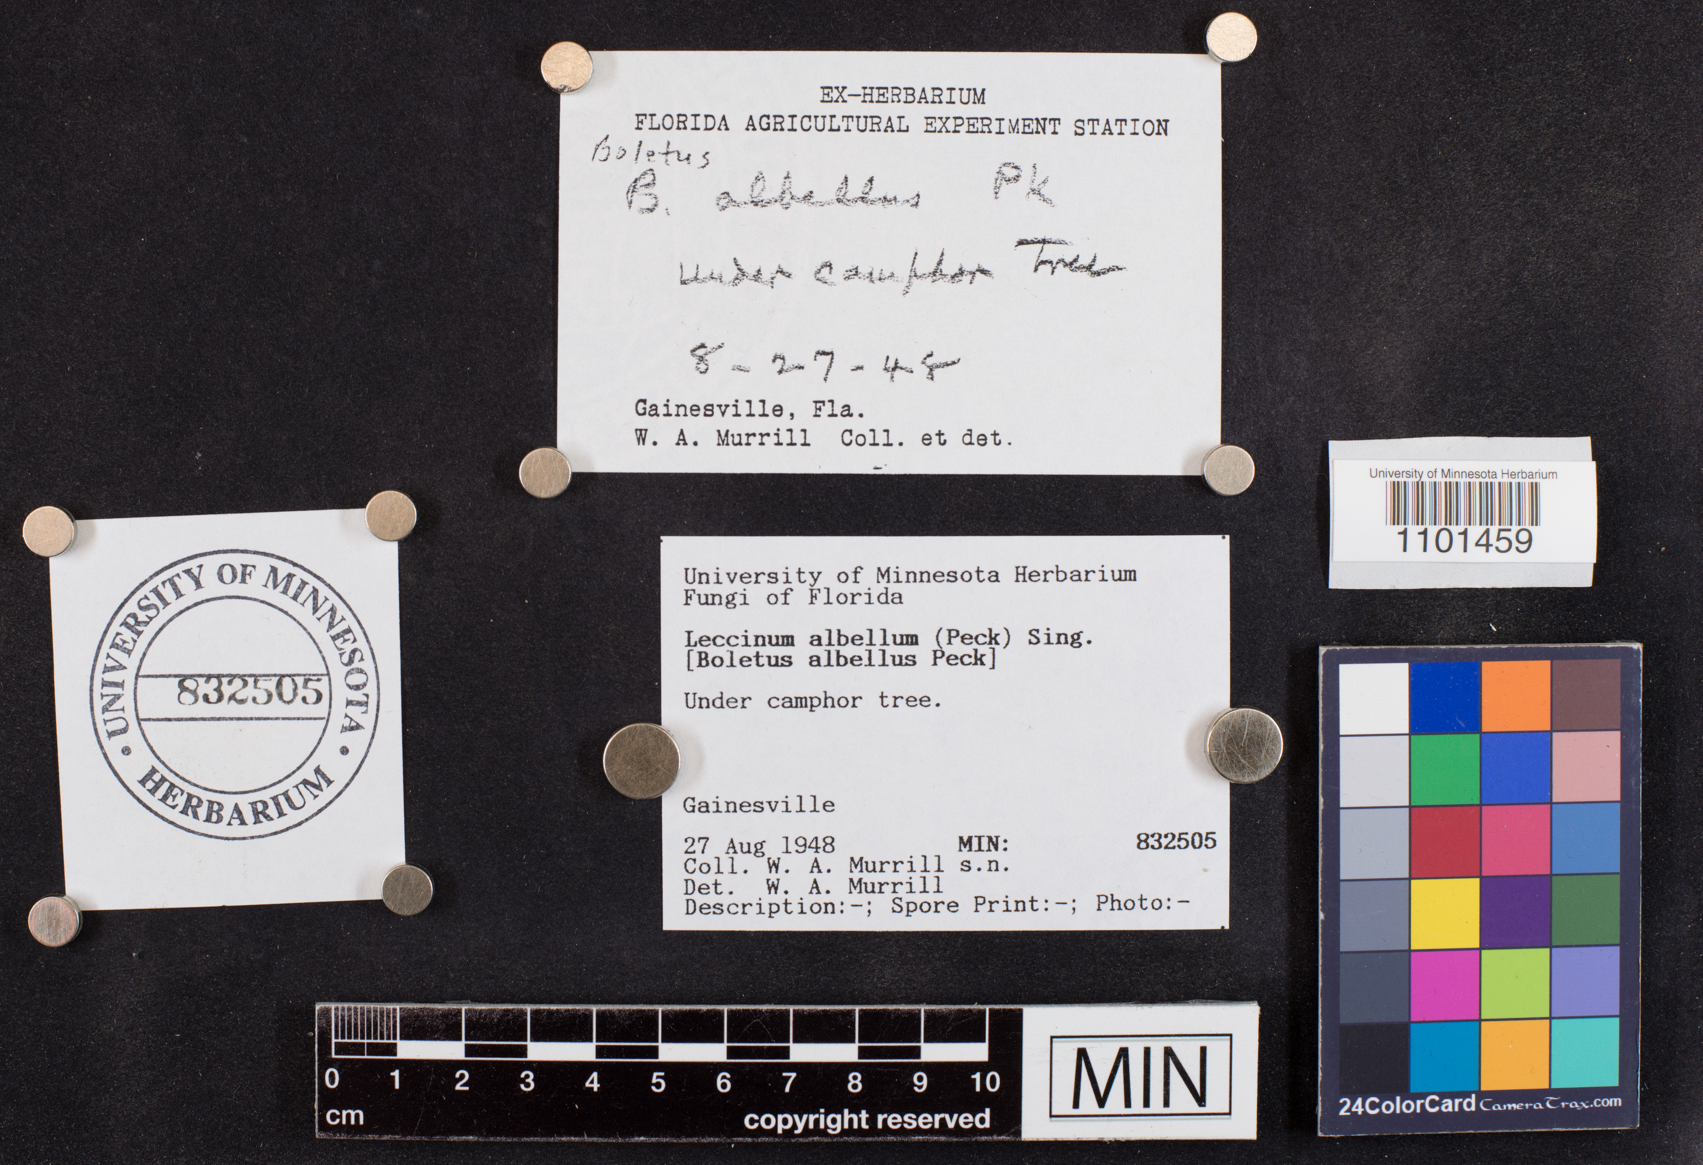 EX-HERBARIUM
FLORIDA AGRICULTURAL EXPERIMENT STATION
Boletus
B. albellus Pk
under camphor Tree
8-27-48
Gainesville, Fla.
W. A. Murrill Coll. et det.
University of Minnesota Herbarium
1101459
UNIVERSITY OF MINNESOTA
832505
HERBARIUM
University of Minnesota Herbarium
Fungi of Florida
Leccinum albellum (Peck) Sing.
[Boletus albellus Peck]
Under camphor tree.
Gainesville
27 Aug 1948 MIN: 832505
Coll. W. A. Murrill s.n.
Det. W. A. Murrill
Description:-; Spore Print:-; Photo:-
0 1 2 3 4 5 6 7 8 9 10
cm copyright reserved
MIN
24ColorCard CameraTrax.com